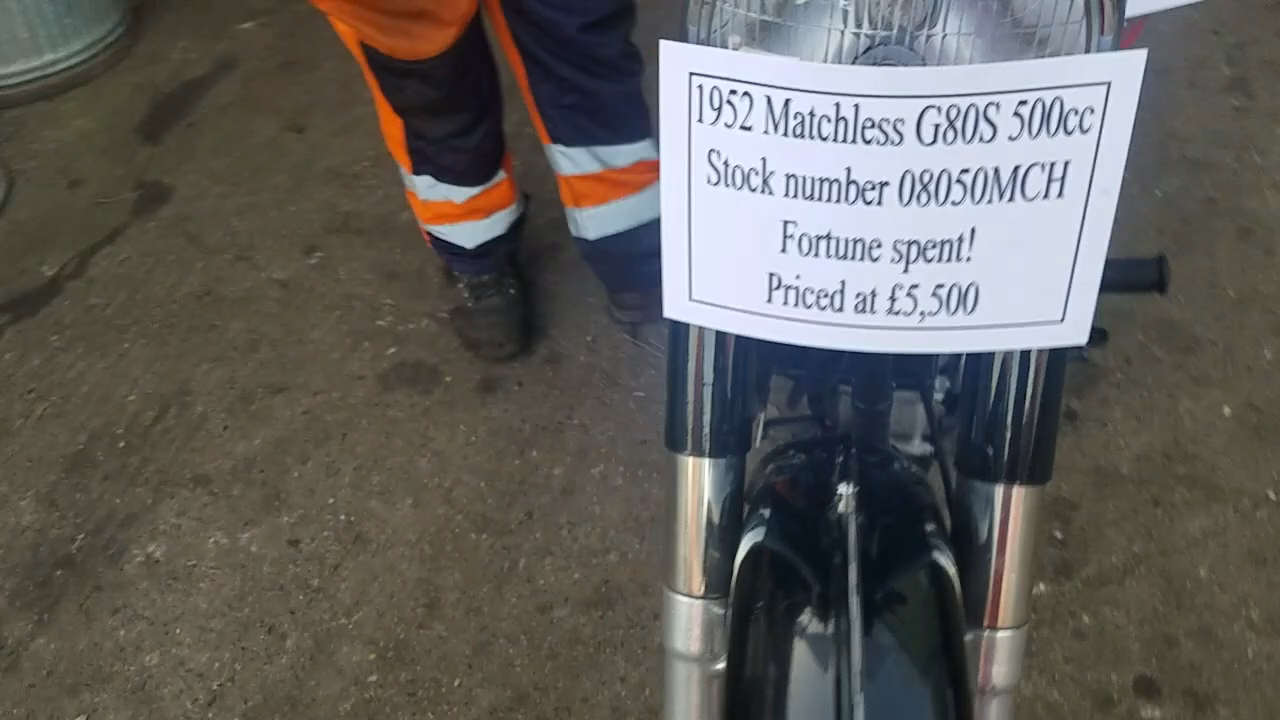 1952 Matchless G80S 500cc
Stock number 08050MCH
Fortune spent!
Priced at £5,500